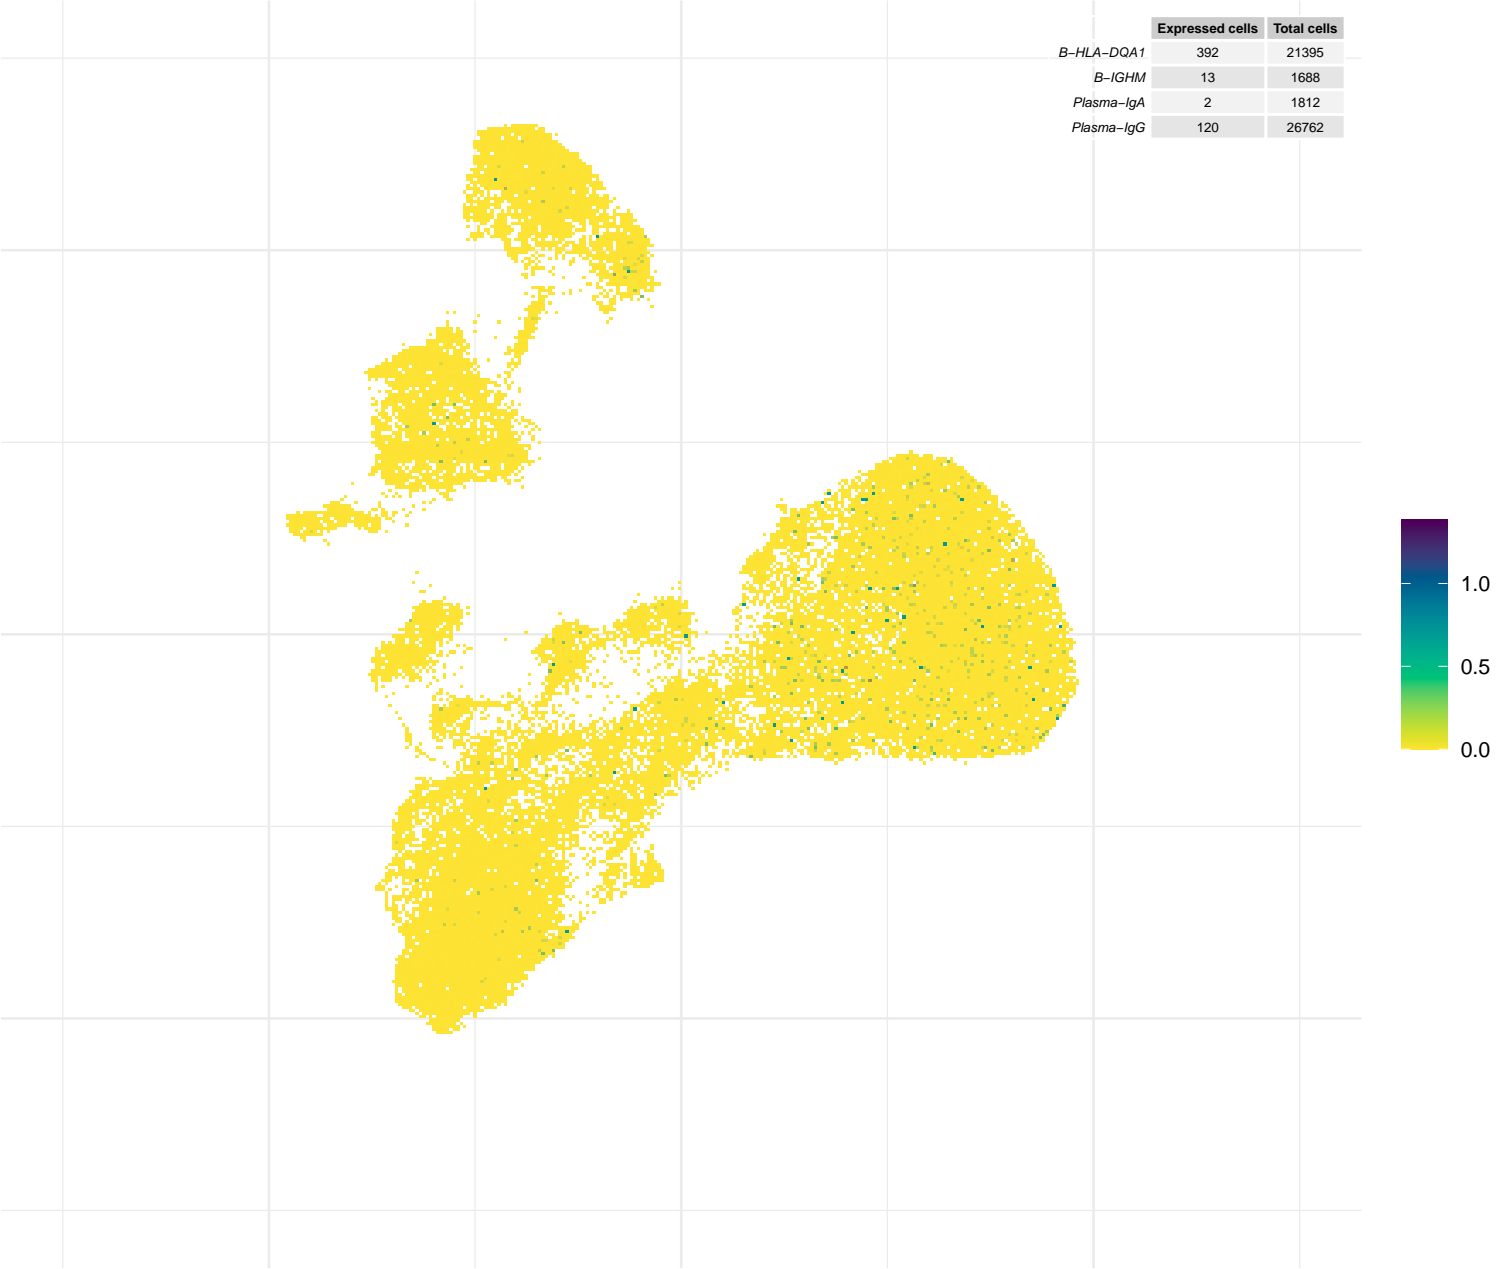 Expressed cells Total cells
B−HLA−DQA1 392 21395
B−IGHM 13 1688
Plasma−IgA 2 1812
Plasma−IgG 120 26762
1.0
0.5
0.0